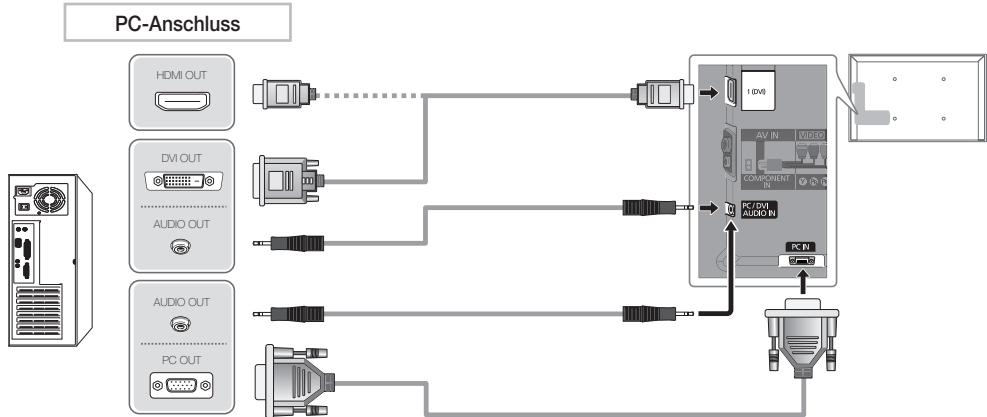 PC-Anschluss
HDMI OUT
DVI OUT
AUDIO OUT
AUDIO OUT
PC OUT
1 (DVI)
AV IN
VIDEO
COMPONENT
IN
PC/DVI
AUDIO IN
PC IN